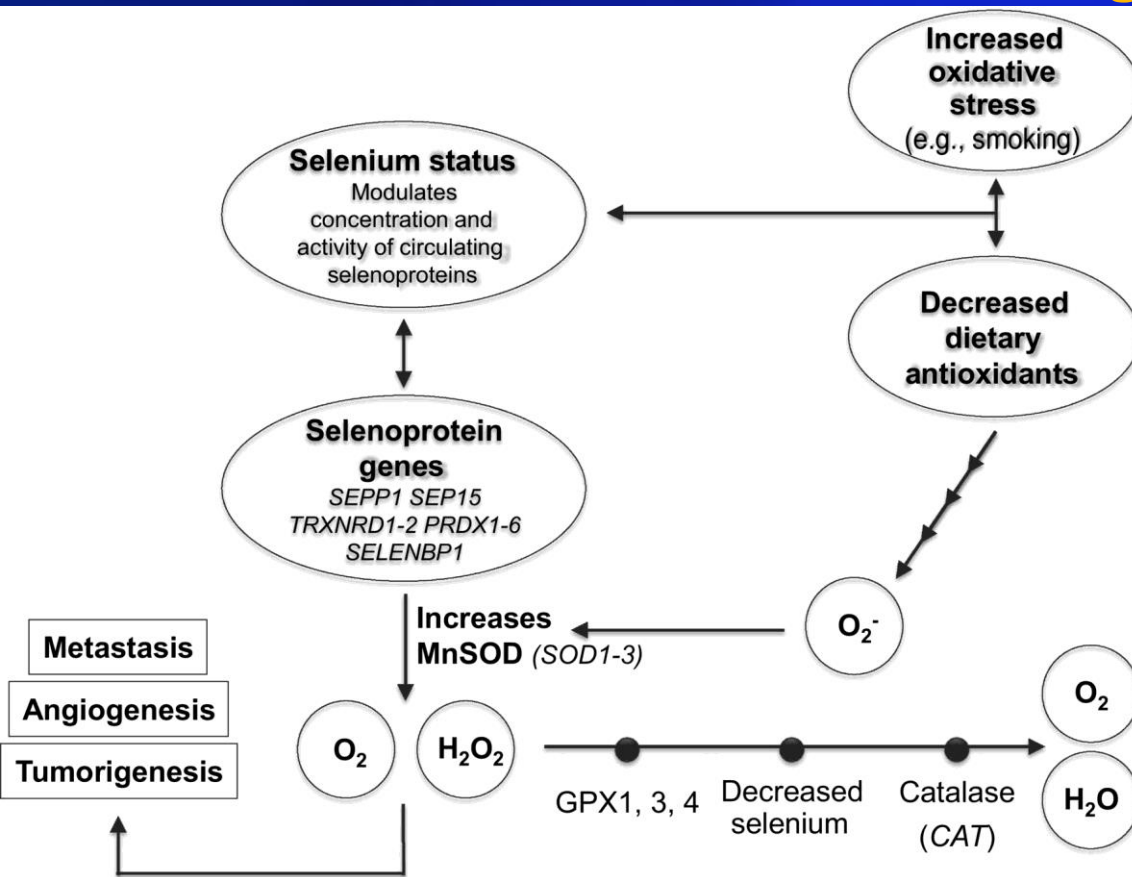 Increased
oxidative
stress
(e.g., smoking)
Selenium status
Modulates
concentration and
activity of circulating
selenoproteins
Decreased
dietary
antioxidants
Selenoprotein
genes
SEPP1 SEP15
TRXNRD1-2 PRDX1-6
SELENBP1
Increases
MnSOD (SOD1-3)
O₂⁻
Metastasis
Angiogenesis
Tumorigenesis
O₂
H₂O₂
GPX1, 3, 4
Decreased
selenium
Catalase
(CAT)
O₂
H₂O